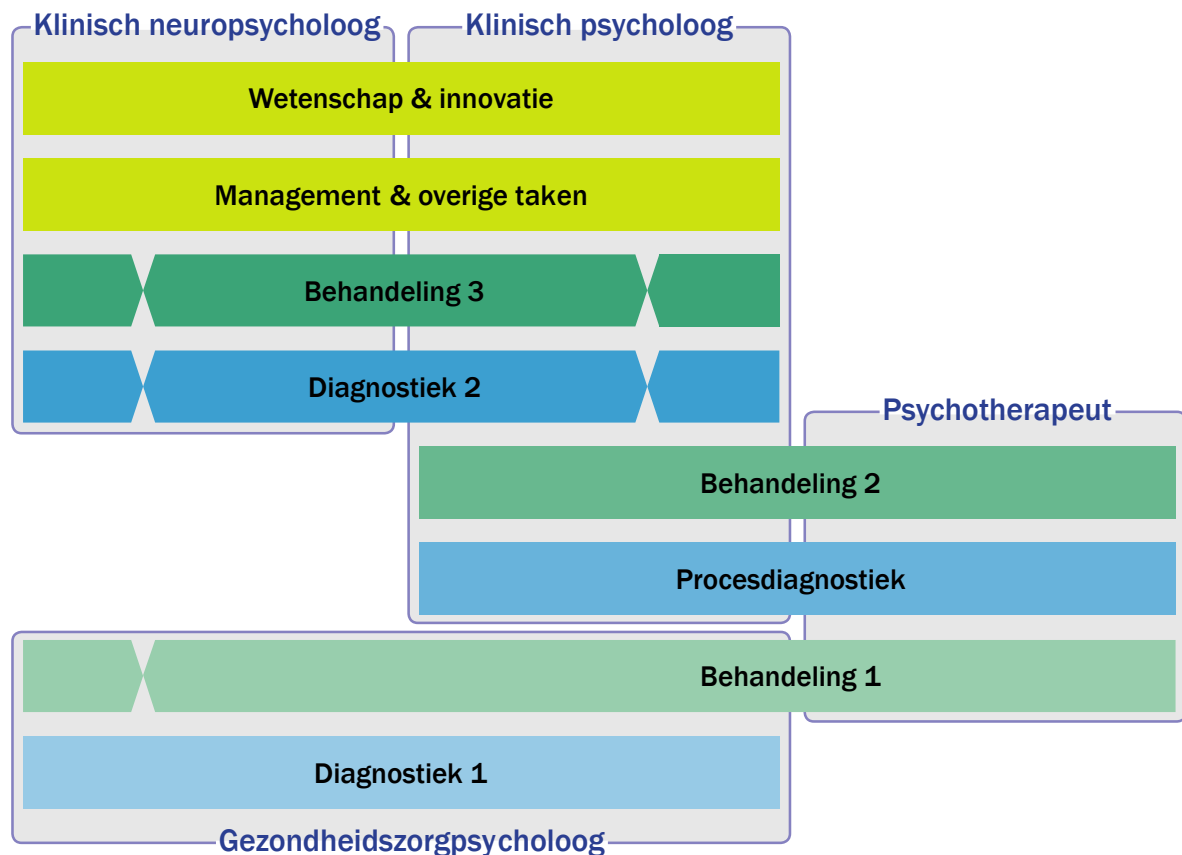 Klinisch neuropsycholoog
Klinisch psycholoog
Wetenschap & innovatie
Management & overige taken
Behandeling 3
Diagnostiek 2
Psychotherapeut
Behandeling 2
Procesdiagnostiek
Behandeling 1
Diagnostiek 1
Gezondheidszorgpsycholoog